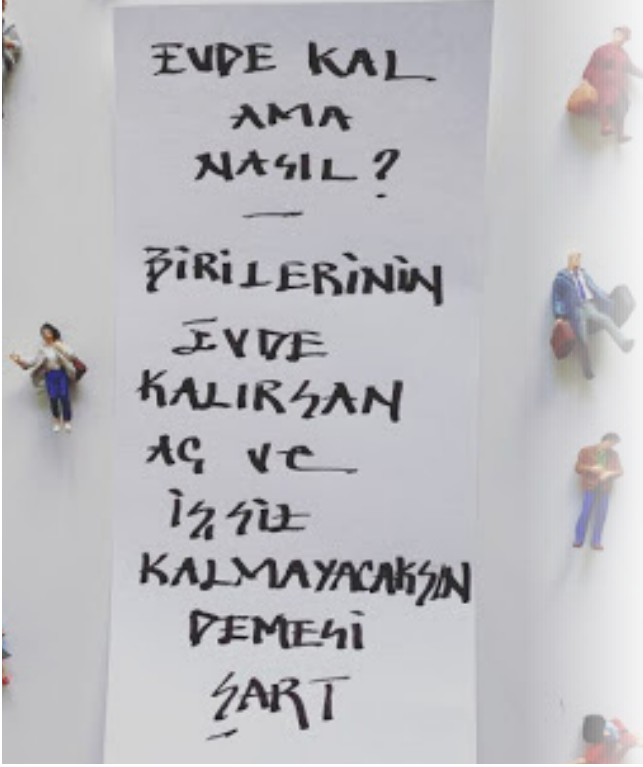 EVDE KAL
AMA
NASIL?
—
BİRİLERİNİN
EVDE
KALIRSAN
AÇ VE
İŞSİZ
KALMAYACAKSIN
DEMESİ
ŞART